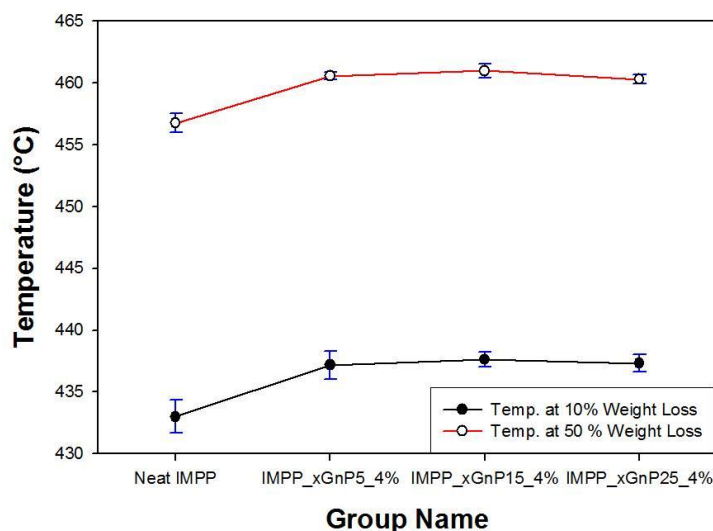 465
460
455
450
445
440
435
430
Temperature (°C)
Temp. at 10% Weight Loss
Temp. at 50 % Weight Loss
Neat IMPP
IMPP_xGnP5_4%
IMPP_xGnP15_4%
IMPP_xGnP25_4%
Group Name